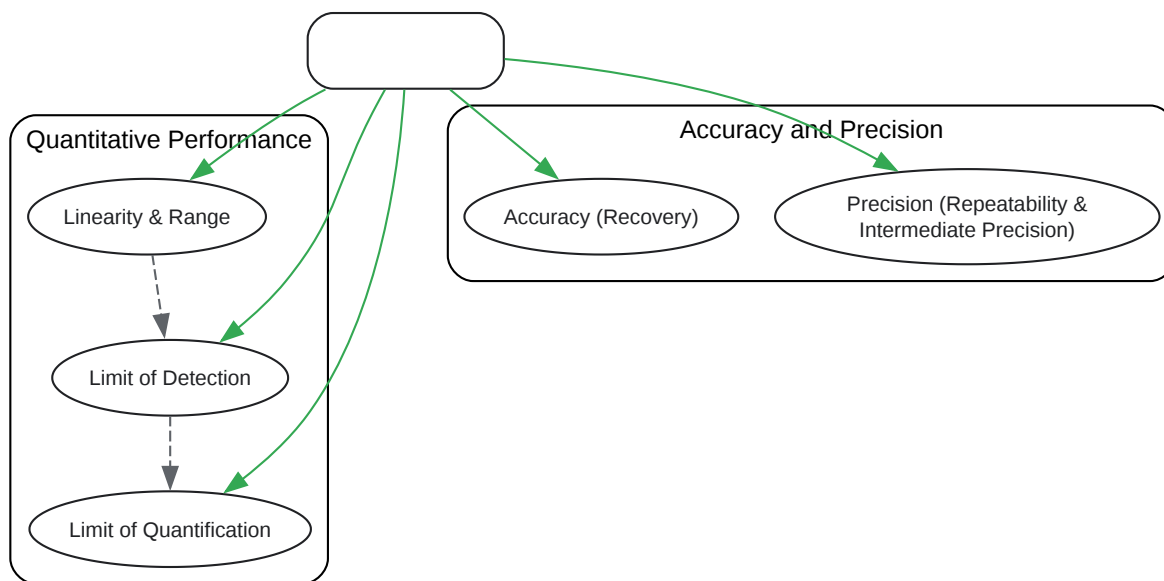 Quantitative Performance
Linearity & Range
Limit of Detection
Limit of Quantification
Accuracy and Precision
Accuracy (Recovery)
Precision (Repeatability &
Intermediate Precision)